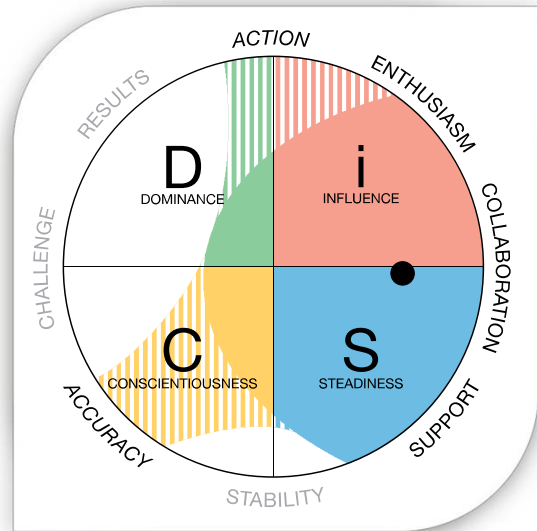 ACTION
ENTHUSIASM
RESULTS
D
DOMINANCE
i
INFLUENCE
COLLABORATION
CHALLENGE
C
CONSCIENTIOUSNESS
S
STEADINESS
ACCURACY
SUPPORT
STABILITY